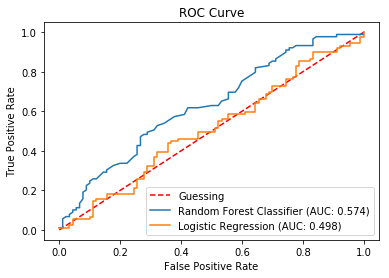 ROC Curve
True Positive Rate
1.0
0.8
0.6
0.4
0.2
0.0
Guessing
Random Forest Classifier (AUC: 0.574)
Logistic Regression (AUC: 0.498)
0.0 0.2 0.4 0.6 0.8 1.0
False Positive Rate